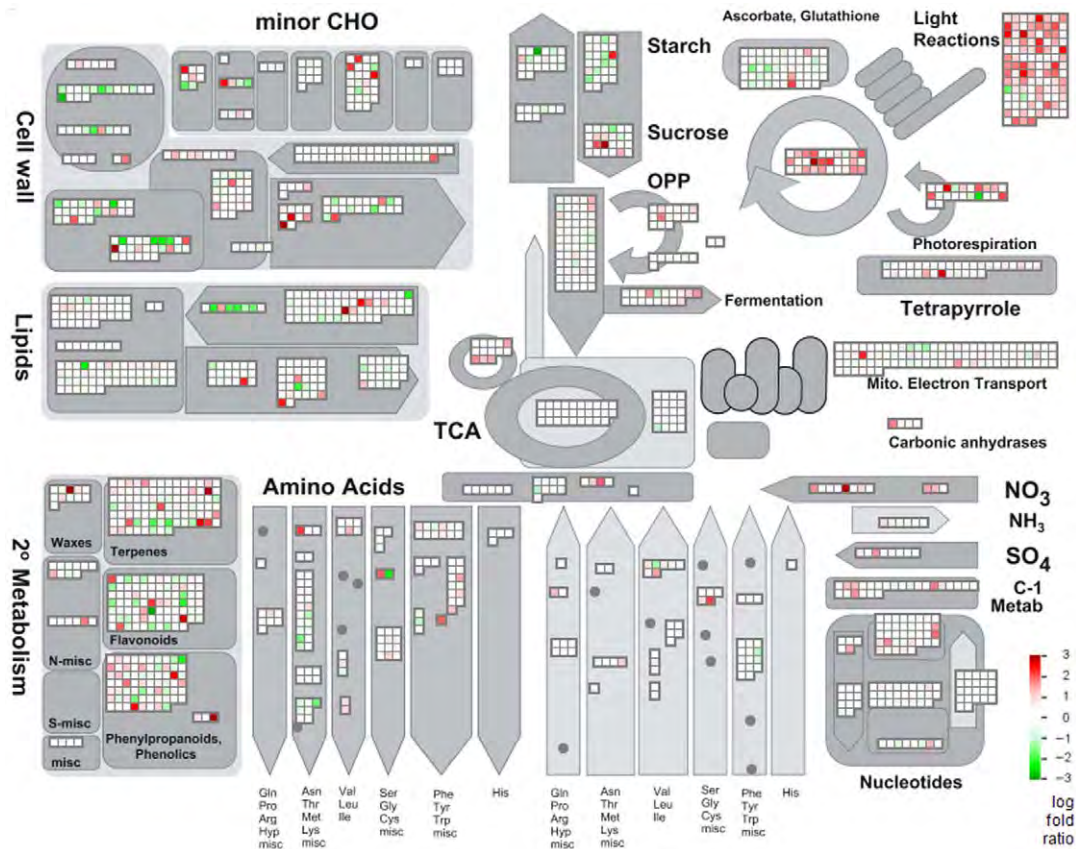 minor CHO
Cell wall
Lipids
2º Metabolism
Starch
Sucrose
OPP
Ascorbate, Glutathione
Light
Reactions
Photorespiration
Tetrapyrrole
Fermentation
Mito. Electron Transport
Carbonic anhydrases
TCA
Amino Acids
Waxes
Terpenes
Flavonoids
N-misc
S-misc
Phenylpropanoids,
Phenolics
misc
NO3
NH3
SO4
C-1
Metab
Nucleotides
3
2
1
0
−1
−2
−3
log
fold
ratio
Gln
Pro
Arg
Hyp
misc
Asn
Thr
Met
Lys
misc
Val
Leu
Ile
Ser
Gly
Cys
misc
Phe
Tyr
Trp
misc
His
Gln
Pro
Arg
Hyp
misc
Asn
Thr
Met
Lys
misc
Val
Leu
Ile
Ser
Gly
Cys
misc
Phe
Tyr
Trp
misc
His